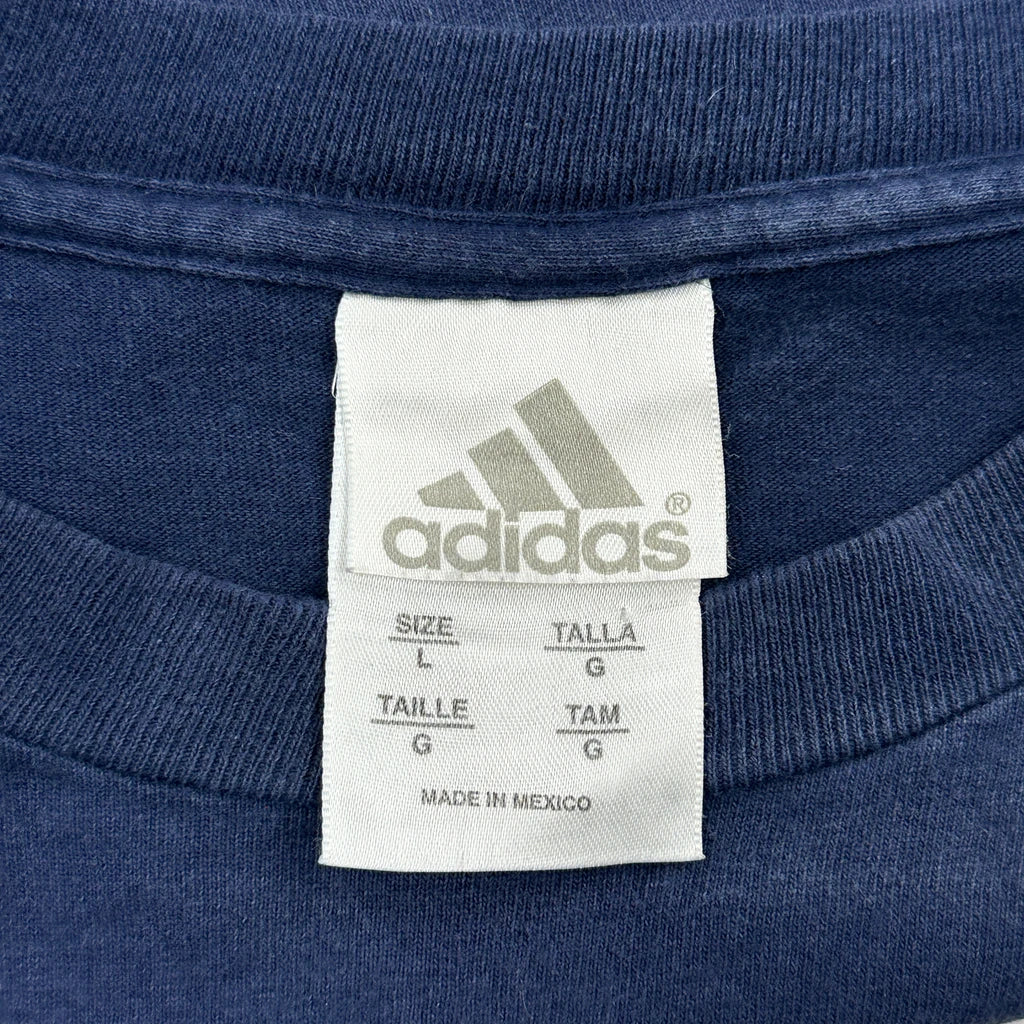 adidas®
SIZE TALLA
L G
TAILLE TAM
G G
MADE IN MEXICO